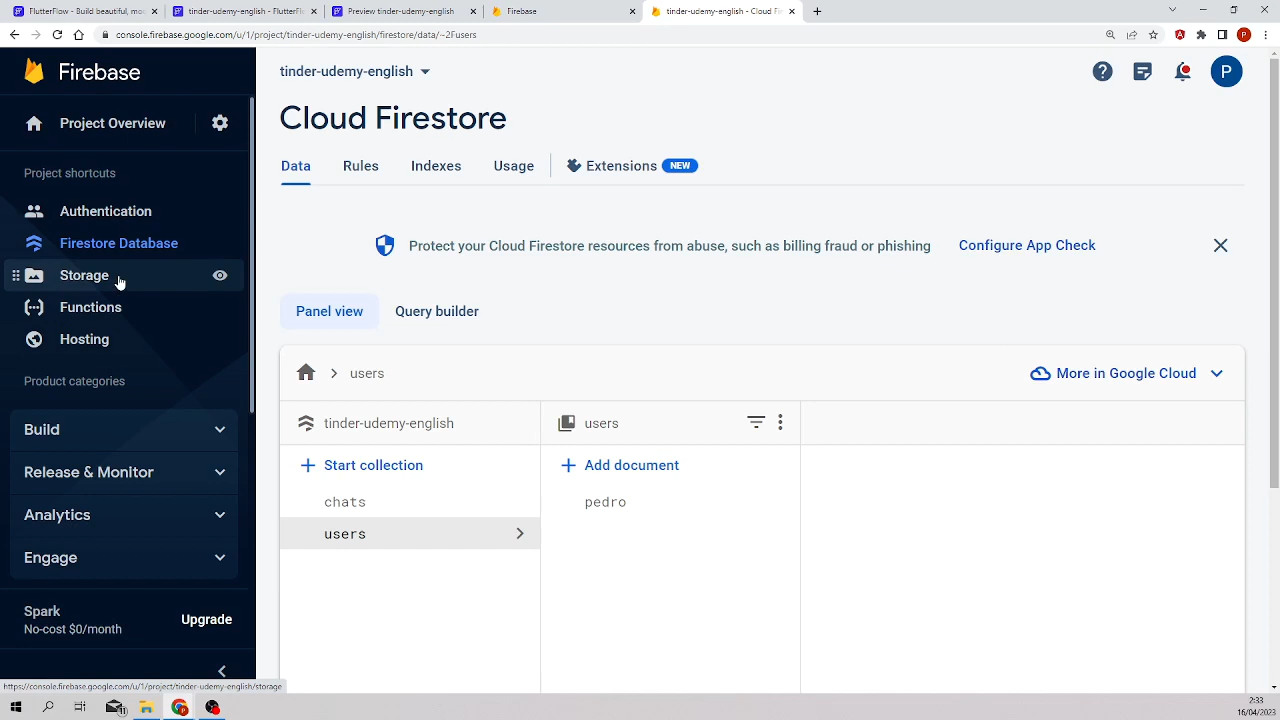 FlutterFlow - Build beautiful, mo
tinder-udemy-english - FlutterFl
Preview tinder-udemy-english
Firebase
tinder-udemy-english - Cloud Fi
console.firebase.google.com/u/1/project/tinder-udemy-english/firestore/data/~2Fusers
P
Firebase
tinder-udemy-english
P
Cloud Firestore
Project Overview
Data
Rules
Indexes
Usage
Extensions
NEW
Project shortcuts
Authentication
Firestore Database
Storage
Functions
Hosting
Protect your Cloud Firestore resources from abuse, such as billing fraud or phishing
Configure App Check
Panel view
Query builder
users
More in Google Cloud
Product categories
Build
Release & Monitor
Analytics
Engage
tinder-udemy-english
users
Start collection
Add document
chats
pedro
users
Spark
No-cost $0/month
Upgrade
https://console.firebase.google.com/u/1/project/tinder-udemy-english/storage
2:33
16/04/2023